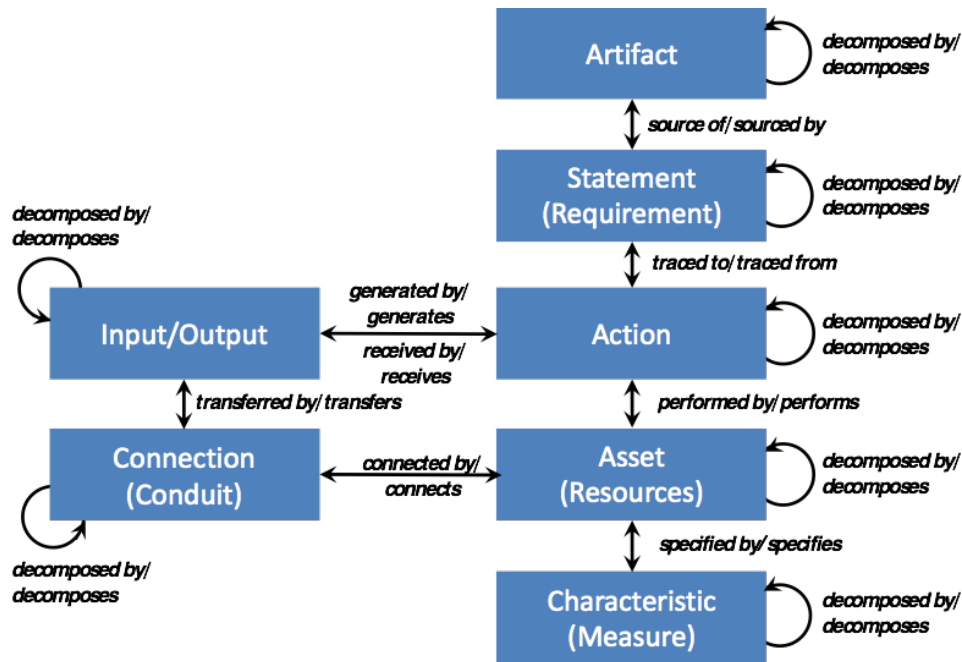 Artifact
decomposed by/
decomposes
source of/sourced by
Statement
(Requirement)
decomposed by/
decomposes
decomposed by/
decomposes
traced to/traced from
Input/Output
generated by/
generates
received by/
receives
Action
decomposed by/
decomposes
transferred by/transfers
performed by/performs
Connection
(Conduit)
connected by/
connects
Asset
(Resources)
decomposed by/
decomposes
decomposed by/
decomposes
specified by/specifies
Characteristic
(Measure)
decomposed by/
decomposes